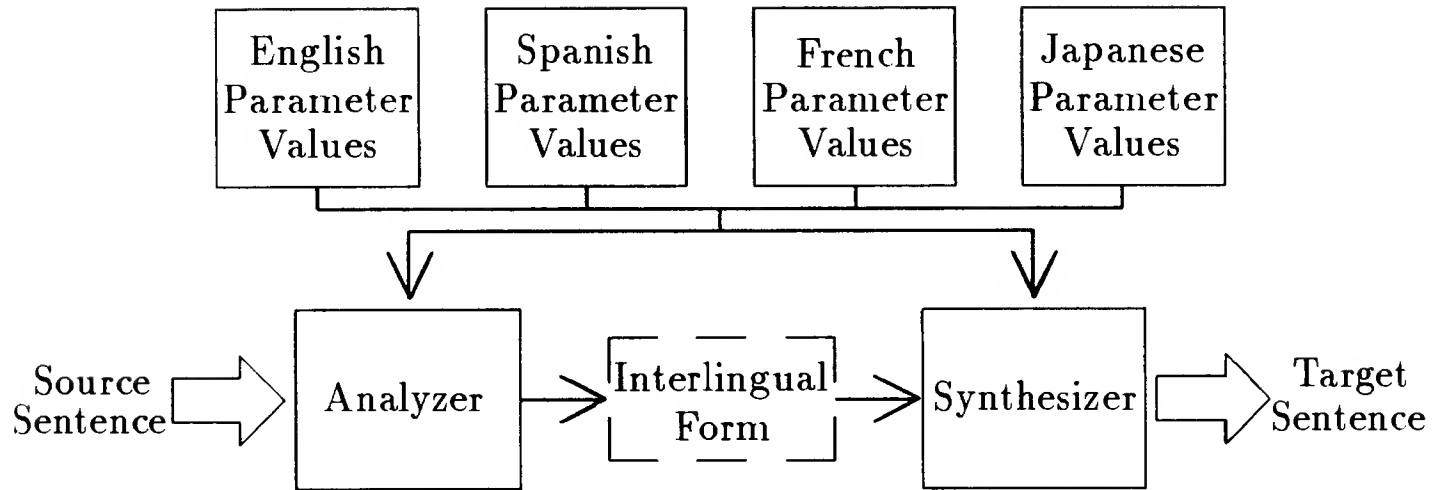 English
Parameter
Values
Spanish
Parameter
Values
French
Parameter
Values
Japanese
Parameter
Values
Source
Sentence
Analyzer
Interlingual
Form
Synthesizer
Target
Sentence